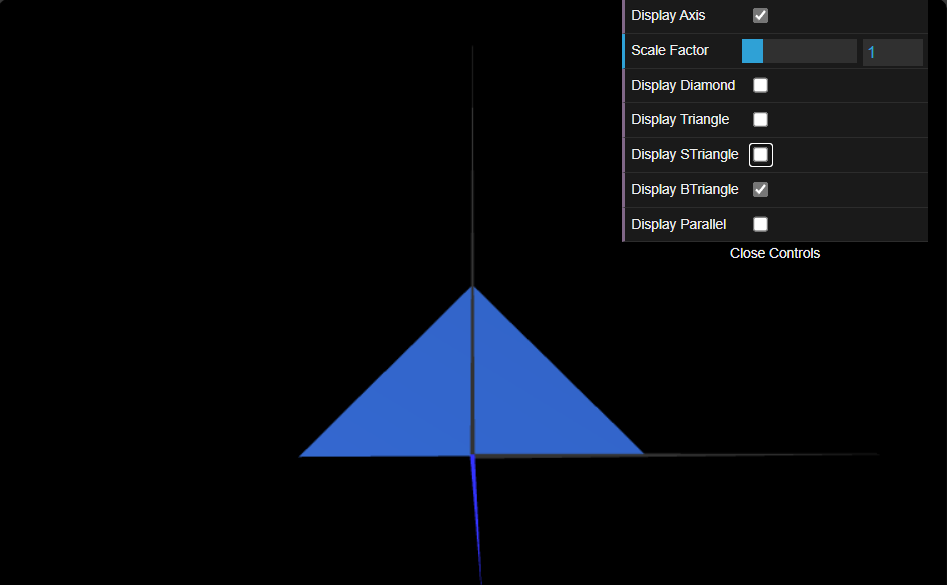 Display Axis
Scale Factor 1
Display Diamond
Display Triangle
Display STriangle
Display BTriangle
Display Parallel
Close Controls